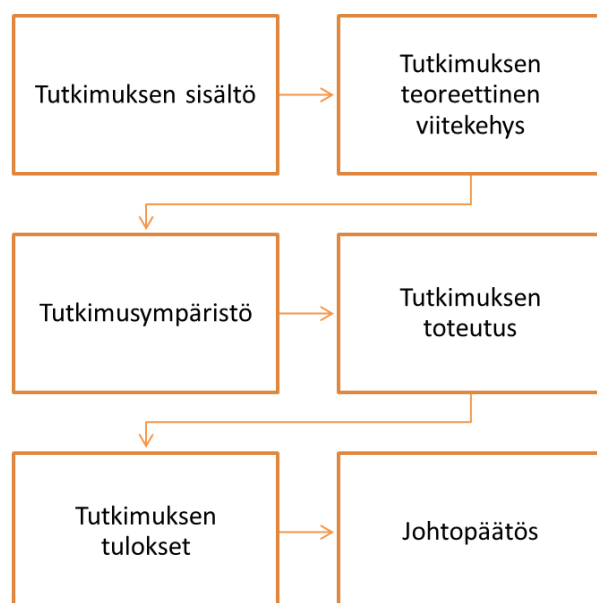 Tutkimuksen sisältö
Tutkimuksen
teoreettinen
viitekehys
Tutkimusympäristö
Tutkimuksen
toteutus
Tutkimuksen
tulokset
Johtopäätös